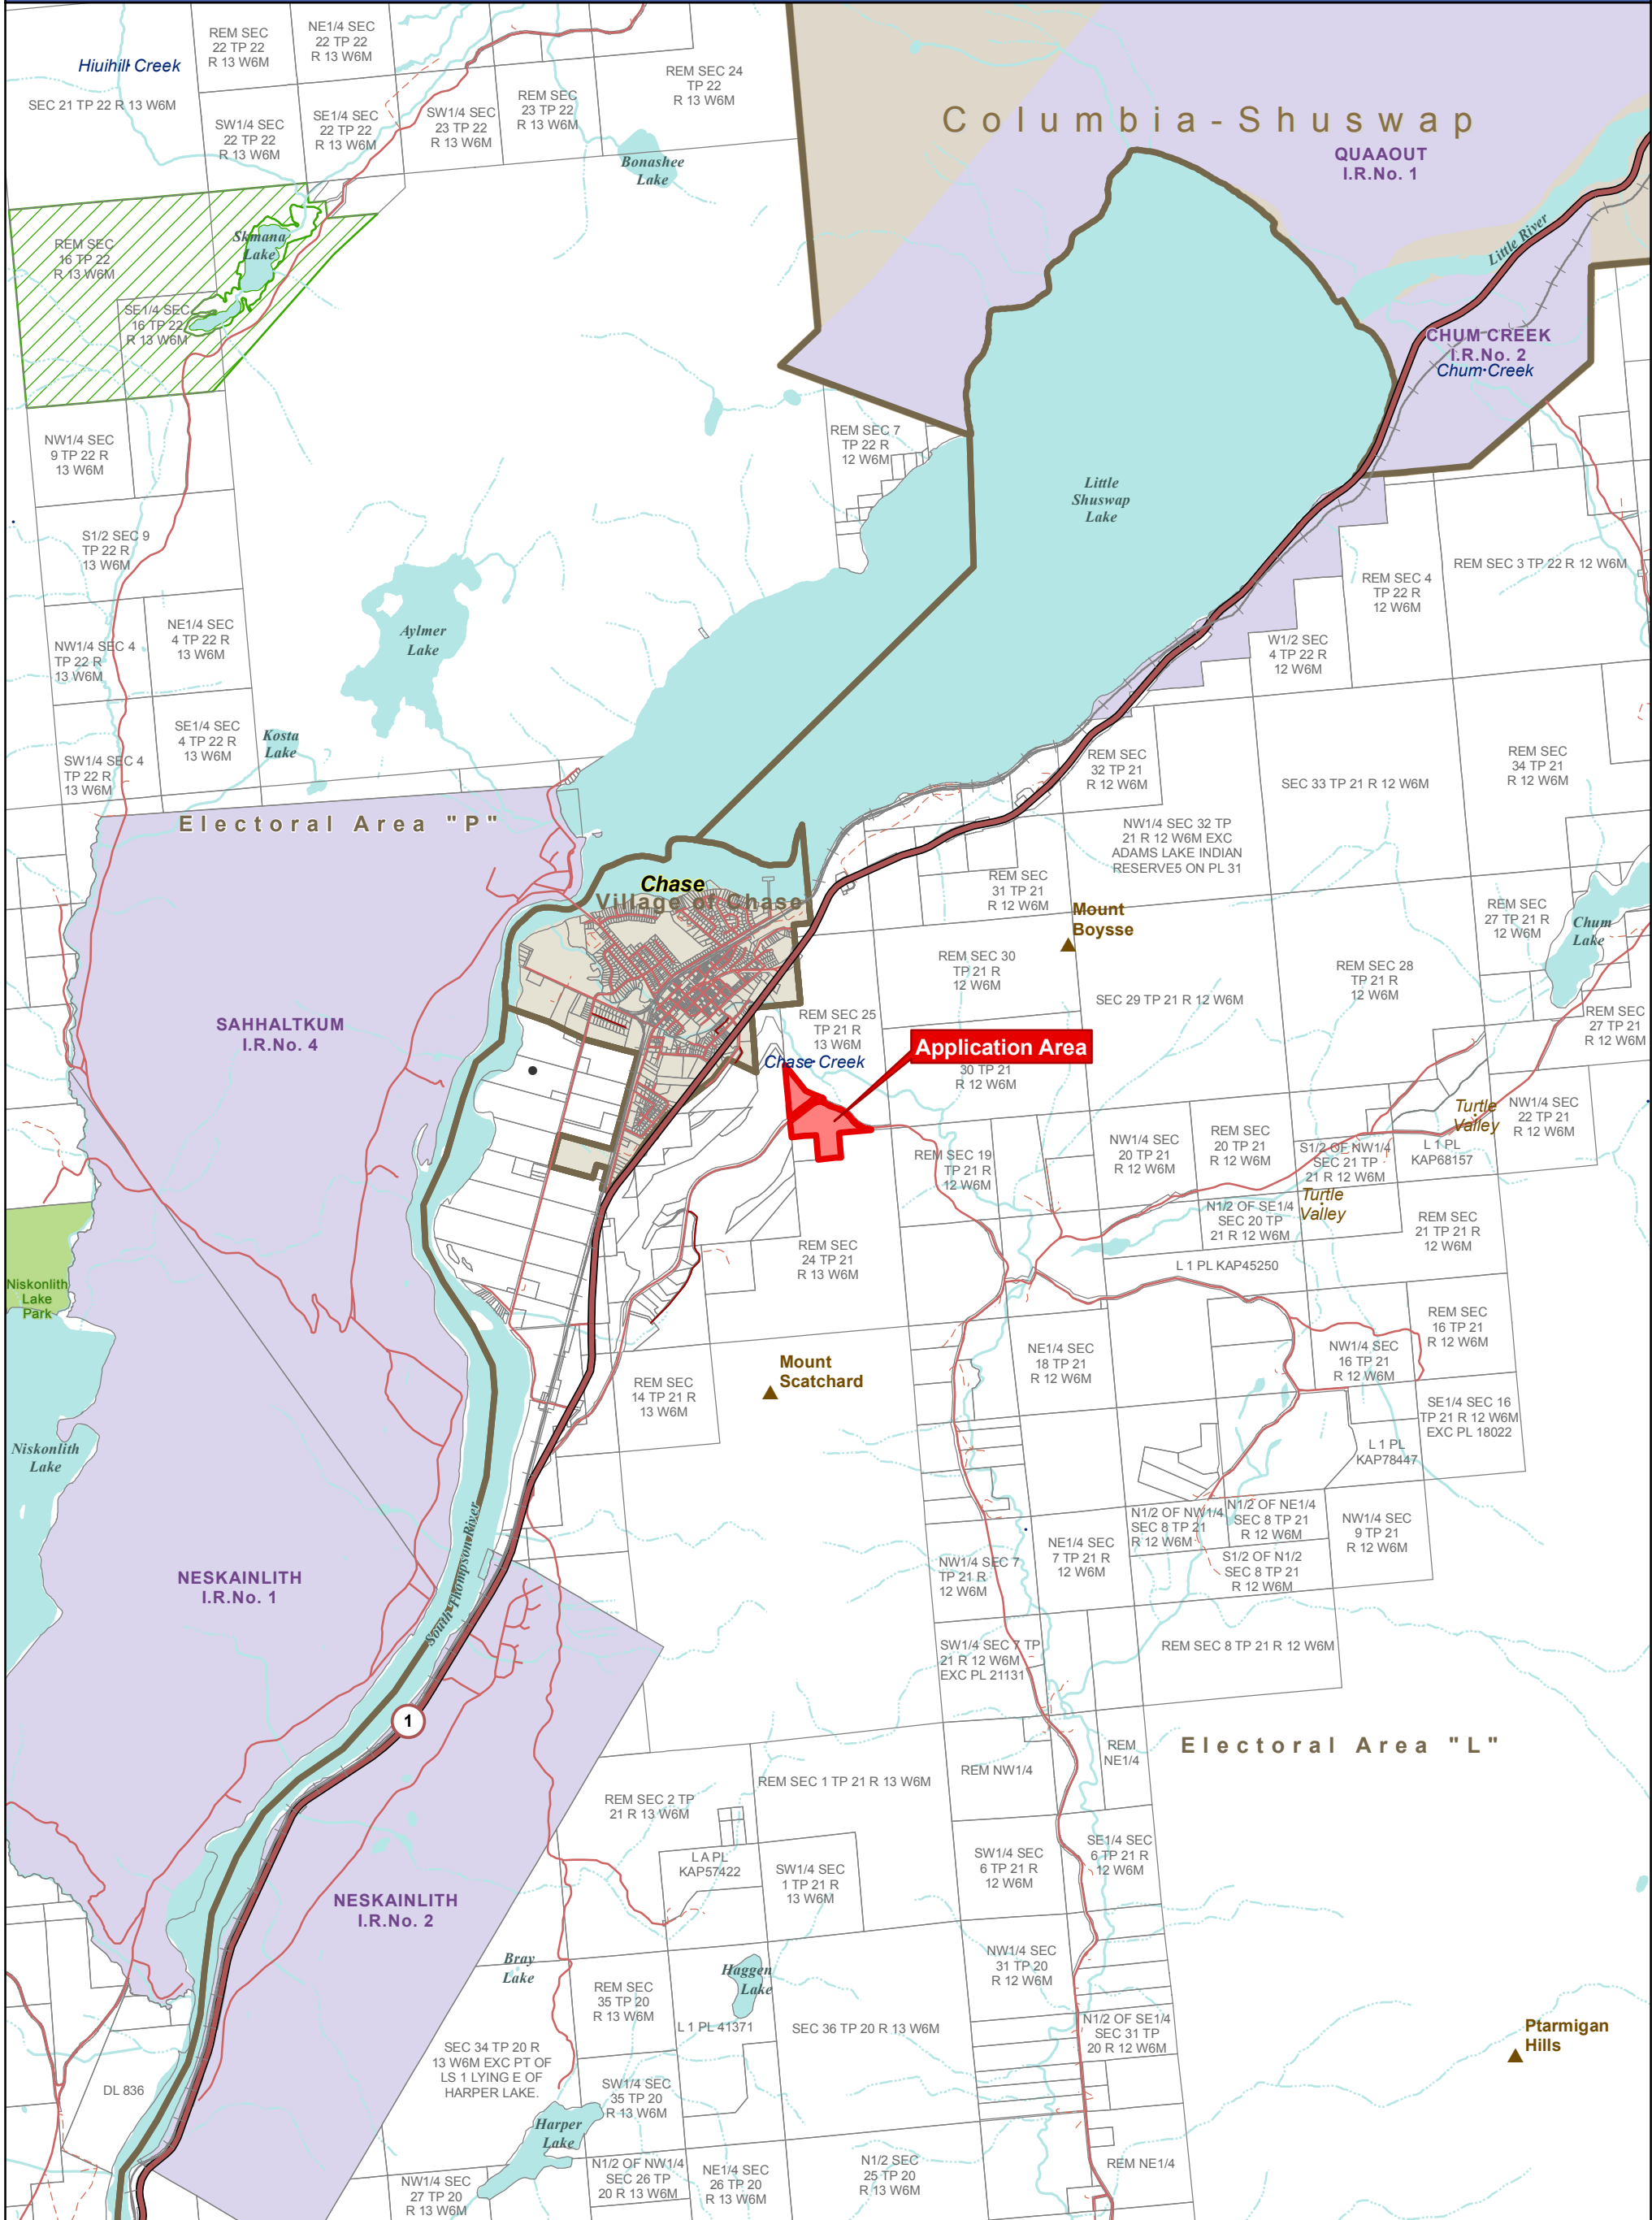 REM SEC
22 TP 22
R 13 W6M
NE1/4 SEC
22 TP 22
R 13 W6M
Hiuihill Creek
SEC 21 TP 22 R 13 W6M
SW1/4 SEC
22 TP 22
R 13 W6M
SE1/4 SEC
22 TP 22
R 13 W6M
SW1/4 SEC
23 TP 22
R 13 W6M
REM SEC
23 TP 22
R 13 W6M
REM SEC 24
TP 22
R 13 W6M
Bonashee
Lake
Columbia-Shuswap
QUAAOUT
I.R.No. 1
Little River
REM SEC
16 TP 22
R 13 W6M
Skmana
Lake
SE1/4 SEC
16 TP 22
R 13 W6M
CHUM CREEK
I.R.No. 2
Chum Creek
NW1/4 SEC
9 TP 22 R
13 W6M
REM SEC 7
TP 22 R
12 W6M
Little
Shuswap
Lake
S1/2 SEC 9
TP 22 R
13 W6M
REM SEC 4
TP 22 R
12 W6M
REM SEC 3 TP 22 R 12 W6M
NW1/4 SEC 4
TP 22 R
13 W6M
NE1/4 SEC
4 TP 22 R
13 W6M
Aylmer
Lake
W1/2 SEC
4 TP 22 R
12 W6M
SW1/4 SEC 4
TP 22 R
13 W6M
SE1/4 SEC
4 TP 22 R
13 W6M
Kosta
Lake
REM SEC
32 TP 21
R 12 W6M
SEC 33 TP 21 R 12 W6M
REM SEC
34 TP 21
R 12 W6M
Electoral Area "P"
NW1/4 SEC 32 TP
21 R 12 W6M EXC
ADAMS LAKE INDIAN
RESERVE5 ON PL 31
Chase
Village of Chase
REM SEC
31 TP 21
R 12 W6M
Mount
Boysse
REM SEC
27 TP 21 R
12 W6M
Chum
Lake
REM SEC 30
TP 21 R
12 W6M
REM SEC 28
TP 21 R
12 W6M
SEC 29 TP 21 R 12 W6M
SAHHALTKUM
I.R.No. 4
REM SEC 25
TP 21 R
13 W6M
REM SEC
27 TP 21
R 12 W6M
Application Area
Chase Creek
30 TP 21
R 12 W6M
Turtle
Valley
NW1/4 SEC
22 TP 21
R 12 W6M
REM SEC 19
TP 21 R
12 W6M
NW1/4 SEC
20 TP 21
R 12 W6M
REM SEC
20 TP 21
R 12 W6M
S1/2 OF NW1/4
SEC 21 TP
21 R 12 W6M
L 1 PL
KAP68157
Turtle
Valley
N1/2 OF SE1/4
SEC 20 TP
21 R 12 W6M
REM SEC
21 TP 21 R
12 W6M
REM SEC
24 TP 21
R 13 W6M
L 1 PL KAP45250
Niskonlith
Lake
Park
NE1/4 SEC
18 TP 21
R 12 W6M
REM SEC
16 TP 21
R 12 W6M
NW1/4 SEC
16 TP 21
R 12 W6M
Mount
Scatchard
REM SEC
14 TP 21 R
13 W6M
SE1/4 SEC 16
TP 21 R 12 W6M
EXC PL 18022
Niskonlith
Lake
L 1 PL
KAP78447
South Thompson River
N1/2 OF NW1/4
SEC 8 TP 21
R 12 W6M
N1/2 OF NE1/4
SEC 8 TP 21
R 12 W6M
NW1/4 SEC
9 TP 21
R 12 W6M
NE1/4 SEC
7 TP 21 R
12 W6M
NW1/4 SEC 7
TP 21 R
12 W6M
S1/2 OF N1/2
SEC 8 TP 21
R 12 W6M
NESKAINLITH
I.R.No. 1
SW1/4 SEC 7 TP
21 R 12 W6M
EXC PL 21131
REM SEC 8 TP 21 R 12 W6M
1
Electoral Area "L"
REM
NE1/4
REM NW1/4
REM SEC 1 TP 21 R 13 W6M
REM SEC 2 TP
21 R 13 W6M
L A PL
KAP57422
SW1/4 SEC
1 TP 21 R
13 W6M
SW1/4 SEC
6 TP 21 R
12 W6M
SE1/4 SEC
6 TP 21 R
12 W6M
NESKAINLITH
I.R.No. 2
Bray
Lake
Haggen
Lake
NW1/4 SEC
31 TP 20
R 12 W6M
REM SEC
35 TP 20
R 13 W6M
L 1 PL 41371
SEC 36 TP 20 R 13 W6M
N1/2 OF SE1/4
SEC 31 TP
20 R 12 W6M
Ptarmigan
Hills
SEC 34 TP 20 R
13 W6M EXC PT OF
LS 1 LYING E OF
HARPER LAKE.
DL 836
SW1/4 SEC
35 TP 20
R 13 W6M
Harper
Lake
N1/2 OF NW1/4
SEC 26 TP
20 R 13 W6M
NE1/4 SEC
26 TP 20
R 13 W6M
N1/2 SEC
25 TP 20
R 13 W6M
REM NE1/4
NW1/4 SEC
27 TP 20
R 13 W6M